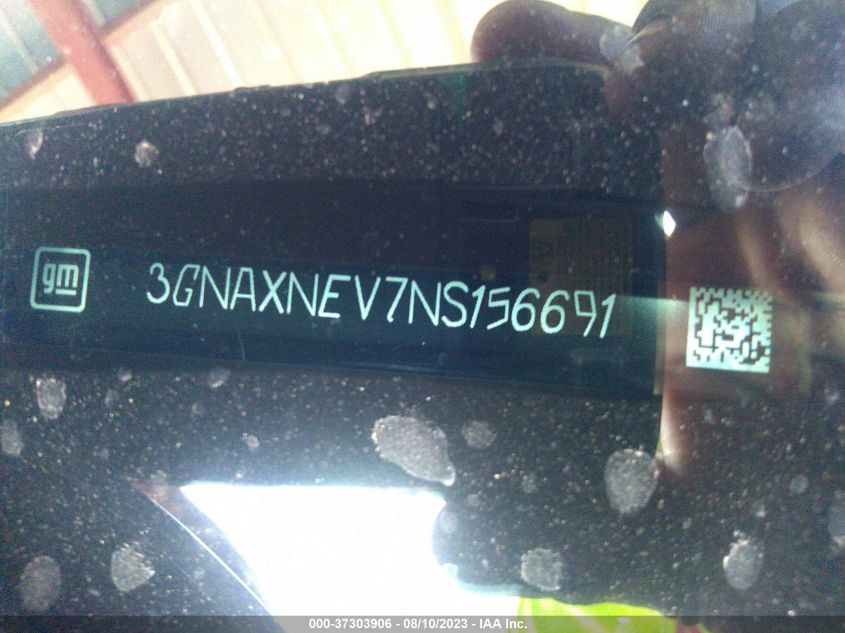 gm
3GNAXNEV7NS156691
000-37303906 - 08/10/2023 - IAA Inc.